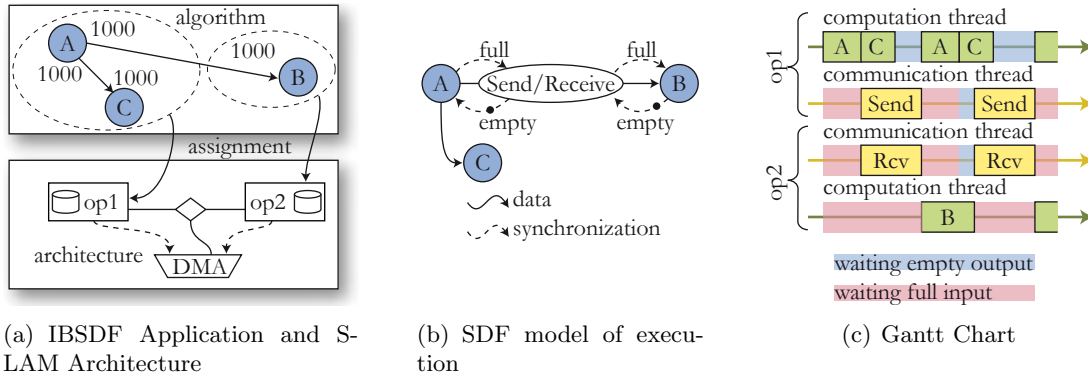 algorithm
A
1000
1000
B
1000
1000
C
assignment
op1
op2
architecture
DMA
(a) IBSDF Application and S-
LAM Architecture
full
full
A
Send/Receive
B
empty
empty
C
data
synchronization
(b) SDF model of execu-
tion
op1
computation thread
A C A C
communication thread
Send Send
op2
communication thread
Rcv Rcv
computation thread
B
waiting empty output
waiting full input
(c) Gantt Chart